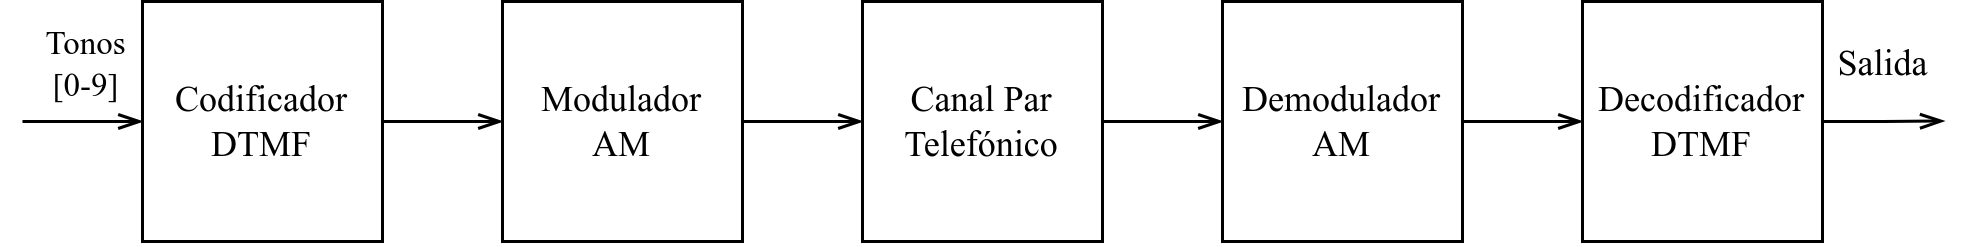 Tonos
[0-9]
Codificador
DTMF
Modulador
AM
Canal Par
Telefónico
Demodulador
AM
Decodificador
DTMF
Salida